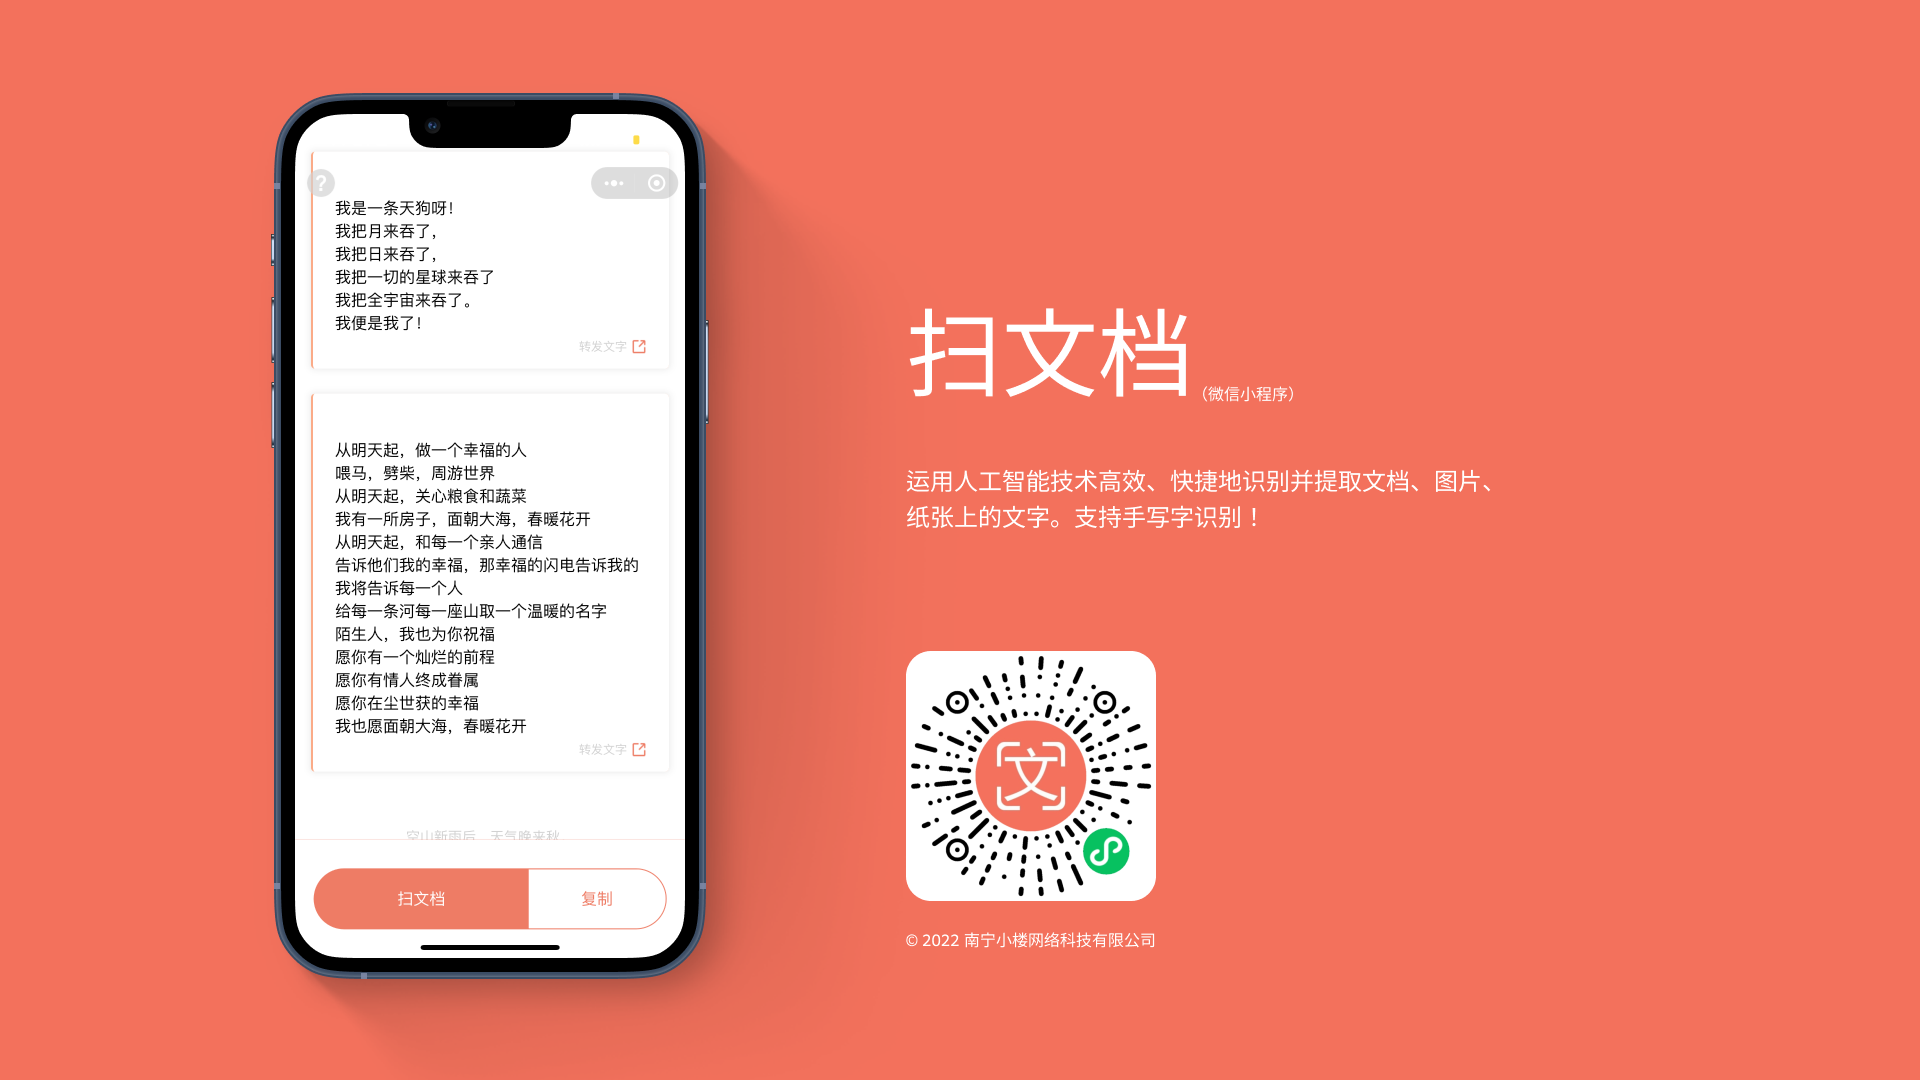 我是一条天狗呀！
我把月来吞了，
我把日来吞了，
我把一切的星球来吞了
我把全宇宙来吞了。
我便是我了！
转发文字
从明天起，做一个幸福的人
喂马，劈柴，周游世界
从明天起，关心粮食和蔬菜
我有一所房子，面朝大海，春暖花开
从明天起，和每一个亲人通信
告诉他们我的幸福，那幸福的闪电告诉我的
我将告诉每一个人
给每一条河每一座山取一个温暖的名字
陌生人，我也为你祝福
愿你有一个灿烂的前程
愿你有情人终成眷属
愿你在尘世获的幸福
我也愿面朝大海，春暖花开
转发文字
空山新雨后，天气晚来秋
扫文档
复制
扫文档
（微信小程序）
运用人工智能技术高效、快捷地识别并提取文档、图片、
纸张上的文字。支持手写字识别！
文
© 2022 南宁小楼网络科技有限公司